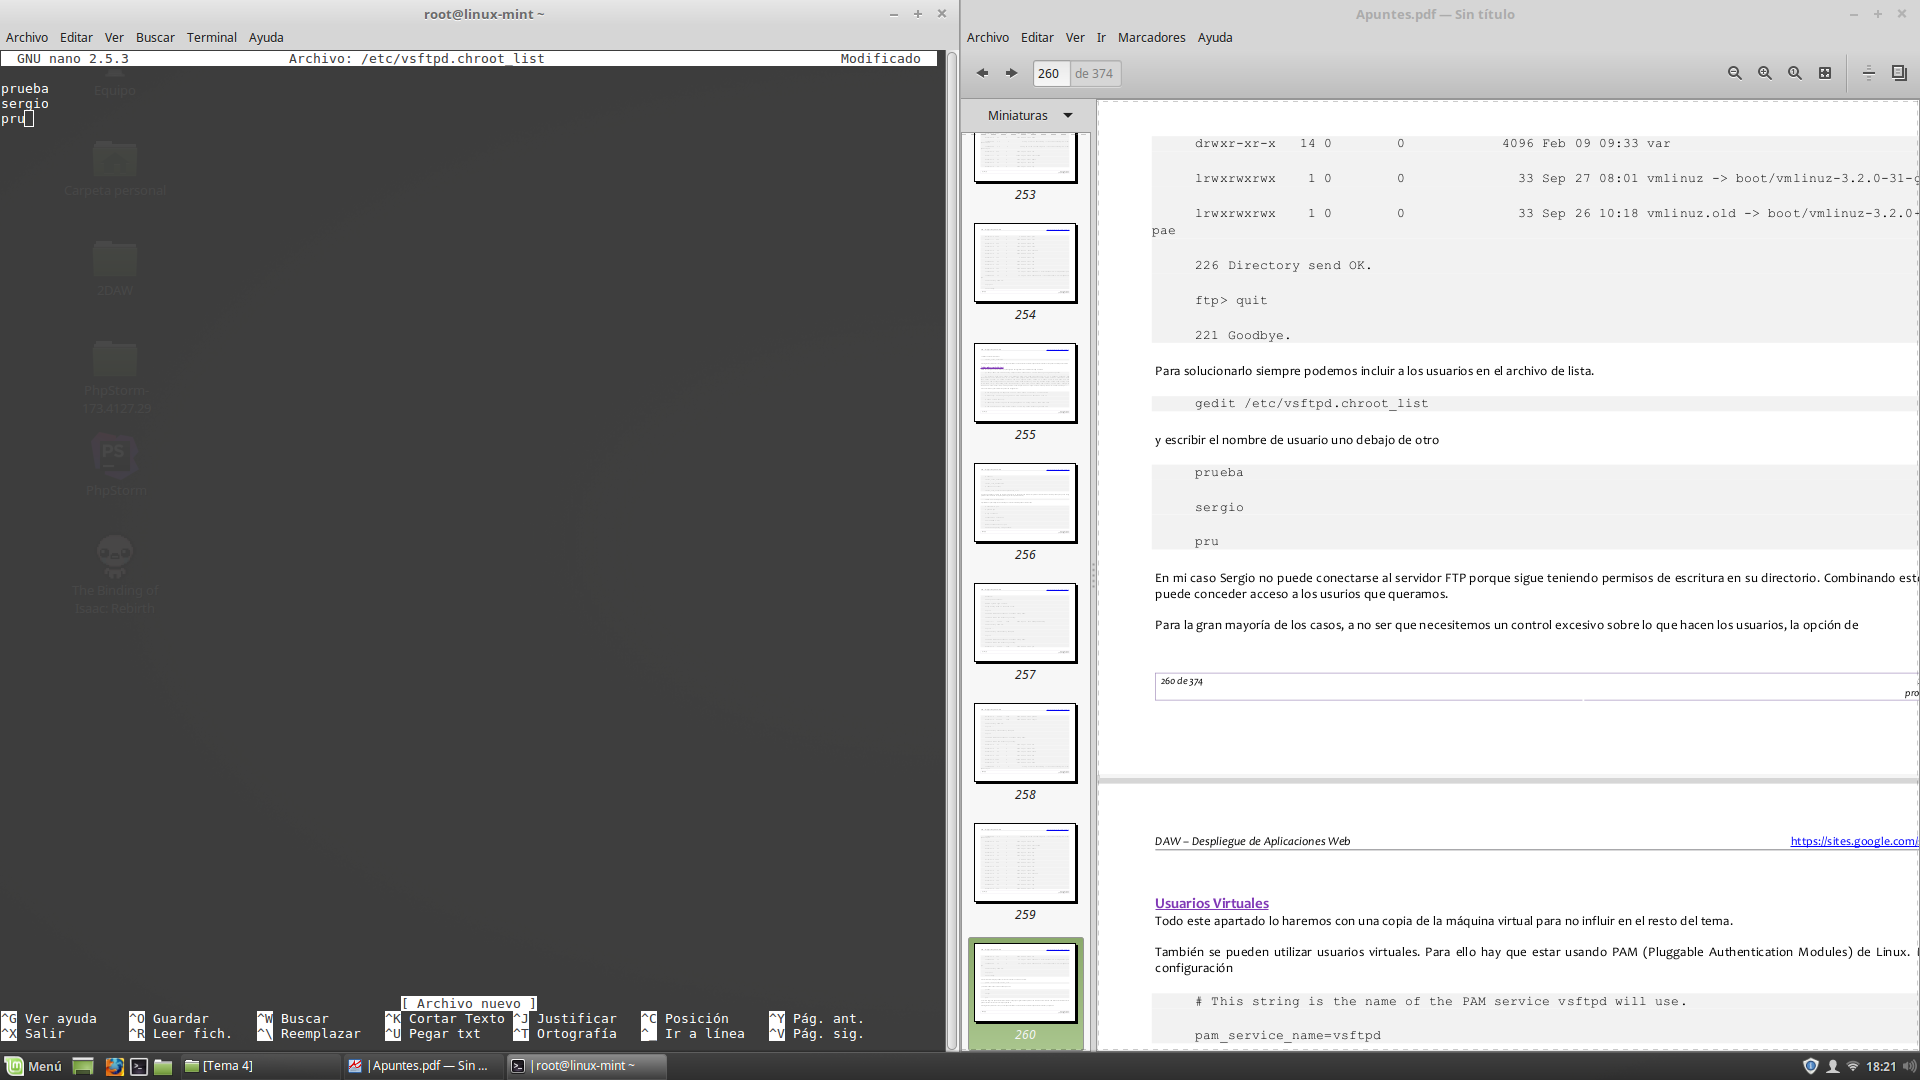 root@linux-mint ~
Archivo Editar Ver Buscar Terminal Ayuda
GNU nano 2.5.3 Archivo: /etc/vsftpd.chroot_list Modificado
prueba
sergio
pru
Equipo
Carpeta personal
2DAW
PhpStorm-
173.4127.29
PS
PhpStorm
The Binding of
Isaac: Rebirth
[ Archivo nuevo ]
^G Ver ayuda ^O Guardar ^W Buscar ^K Cortar Texto ^J Justificar ^C Posición ^Y Pág. ant.
^X Salir ^R Leer fich. ^\ Reemplazar ^U Pegar txt ^T Ortografía ^_ Ir a línea ^V Pág. sig.
Apuntes.pdf — Sin título
Archivo Editar Ver Ir Marcadores Ayuda
260 de 374
Miniaturas
253
254
255
256
257
258
259
260
drwxr-xr-x 14 0 0 4096 Feb 09 09:33 var
lrwxrwxrwx 1 0 0 33 Sep 27 08:01 vmlinuz -> boot/vmlinuz-3.2.0-31-g
lrwxrwxrwx 1 0 0 33 Sep 26 10:18 vmlinuz.old -> boot/vmlinuz-3.2.0-
pae
226 Directory send OK.
ftp> quit
221 Goodbye.
Para solucionarlo siempre podemos incluir a los usuarios en el archivo de lista.
gedit /etc/vsftpd.chroot_list
y escribir el nombre de usuario uno debajo de otro
prueba
sergio
pru
En mi caso Sergio no puede conectarse al servidor FTP porque sigue teniendo permisos de escritura en su directorio. Combinando est
puede conceder acceso a los usurios que queramos.
Para la gran mayoría de los casos, a no ser que necesitemos un control excesivo sobre lo que hacen los usuarios, la opción de
260 de 374
pro
DAW – Despliegue de Aplicaciones Web https://sites.google.com/
Usuarios Virtuales
Todo este apartado lo haremos con una copia de la máquina virtual para no influir en el resto del tema.
También se pueden utilizar usuarios virtuales. Para ello hay que estar usando PAM (Pluggable Authentication Modules) de Linux.
configuración
# This string is the name of the PAM service vsftpd will use.
pam_service_name=vsftpd
Menú [Tema 4] Apuntes.pdf — Sin ... root@linux-mint ~ 18:21